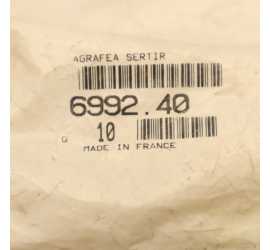 AGRAFEA SERTIR
6992.40
Q 10
MADE IN FRANCE